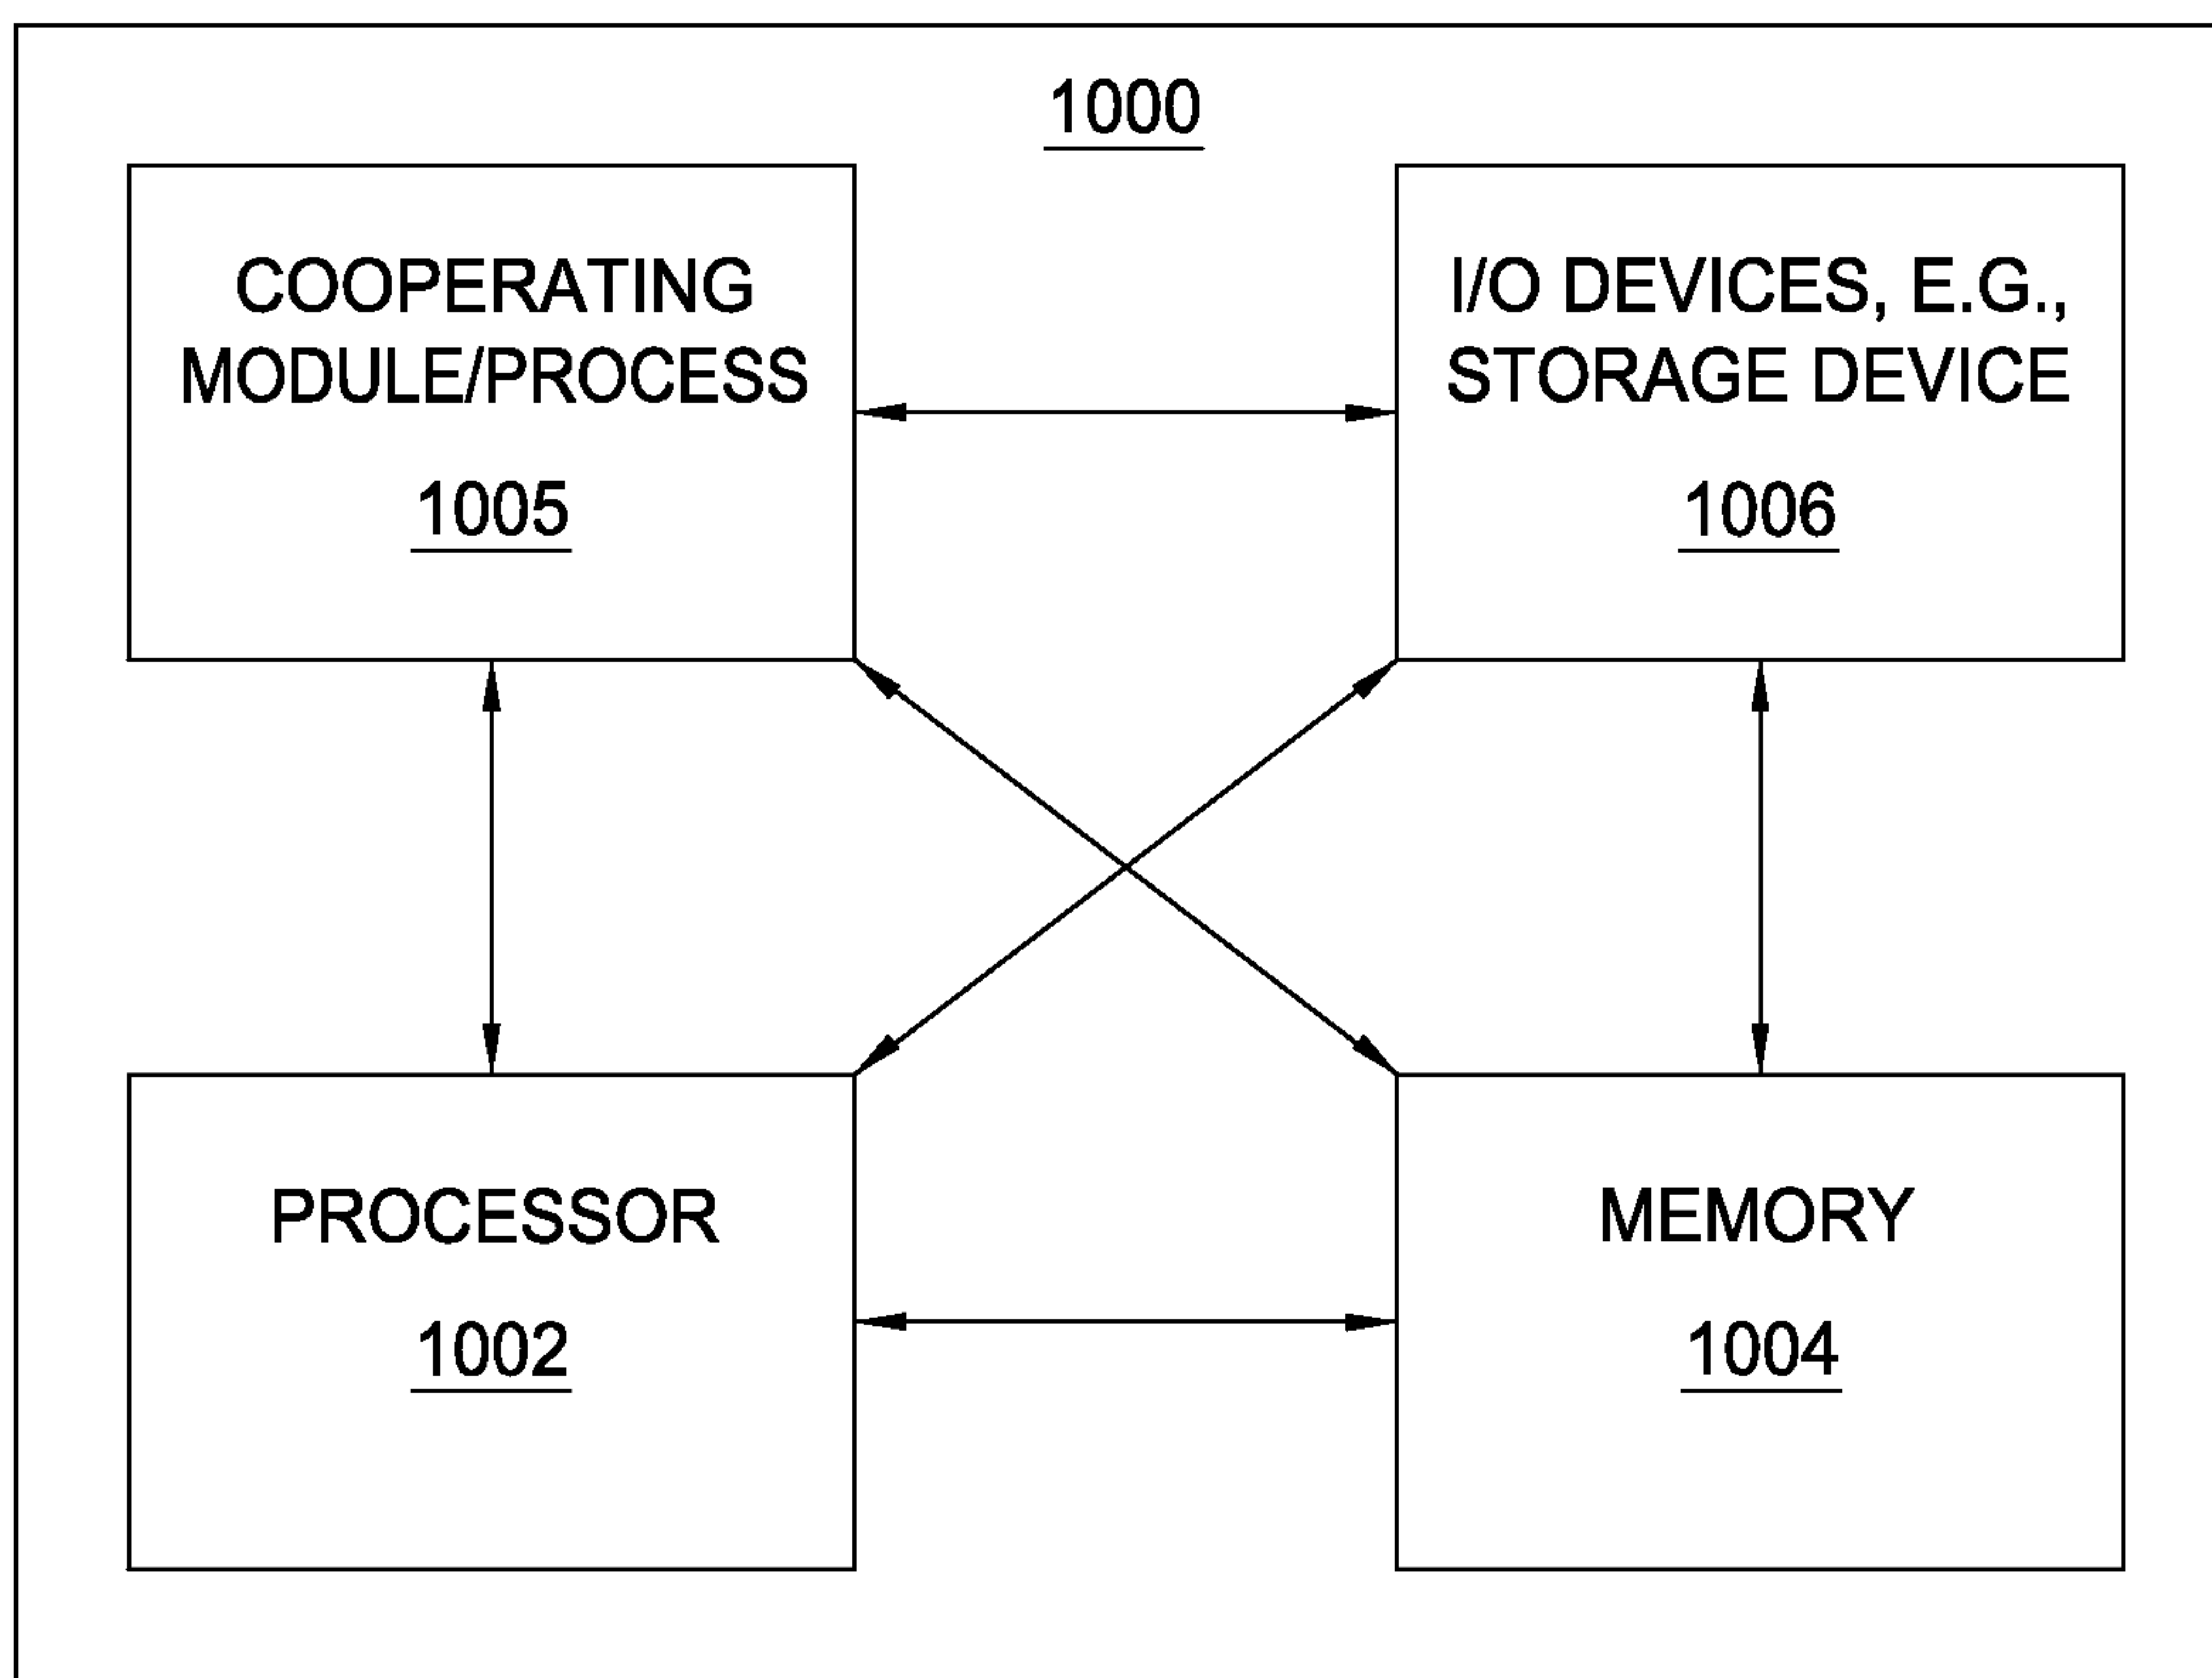 1000
COOPERATING
MODULE/PROCESS
1005
I/O DEVICES, E.G.,
STORAGE DEVICE
1006
PROCESSOR
1002
MEMORY
1004